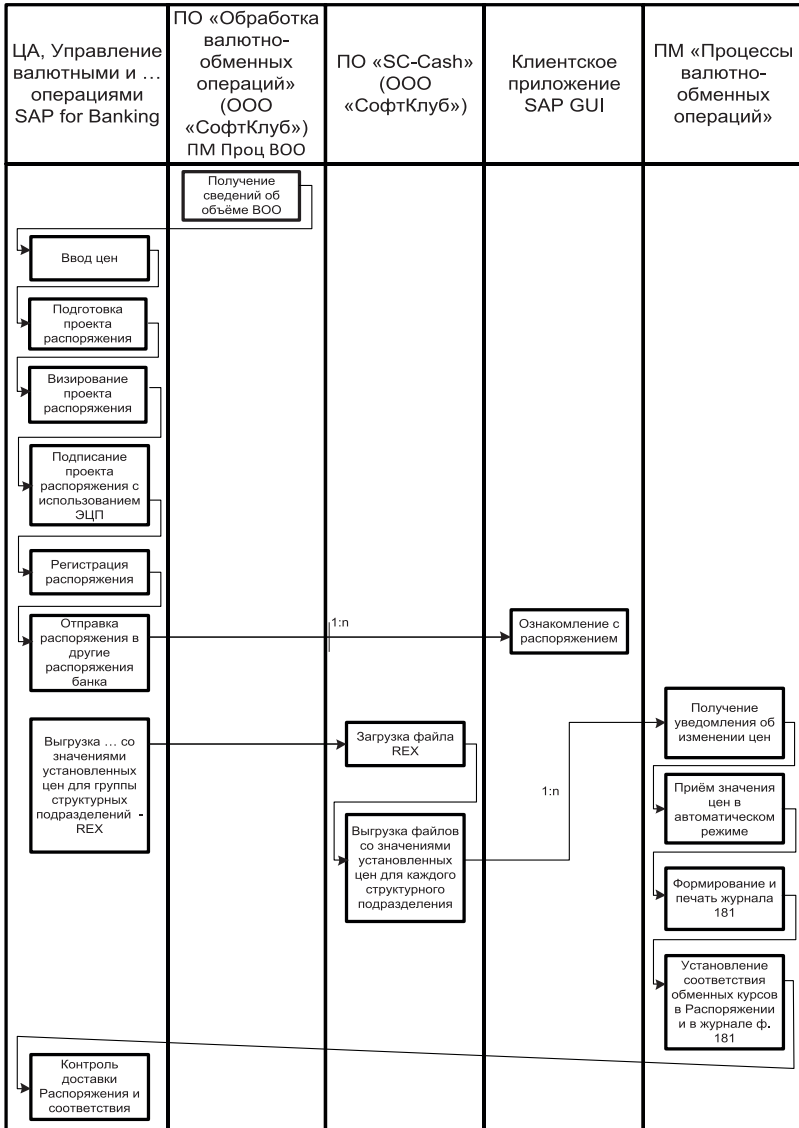 ЦА, Управление
валютными и …
операциями
SAP for Banking
ПО «Обработка
валютно-
обменных
операций»
(ООО
«СофтКлуб»)
ПМ Проц ВОО
ПО «SC-Cash»
(ООО
«СофтКлуб»)
Клиентское
приложение
SAP GUI
ПМ «Процессы
валютно-
обменных
операций»
Получение
сведений об
объёме ВОО
Ввод цен
Подготовка
проекта
распоряжения
Визирование
проекта
распоряжения
Подписание
проекта
распоряжения с
использованием
ЭЦП
Регистрация
распоряжения
Отправка
распоряжения в
другие
распоряжения
банка
1:n
Ознакомление с
распоряжением
Выгрузка … со
значениями
установленных
цен для группы
структурных
подразделений -
REX
Загрузка файла
REX
Выгрузка файлов
со значениями
установленных
цен для каждого
структурного
подразделения
1:n
Получение
уведомления об
изменении цен
Приём значения
цен в
автоматическом
режиме
Формирование и
печать журнала
181
Установление
соответствия
обменных курсов
в Распоряжении
и в журнале ф.
181
Контроль
доставки
Распоряжения и
соответствия